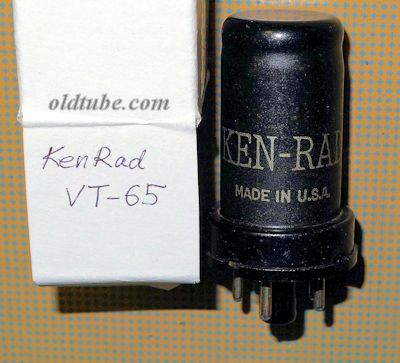 oldtube.com
KenRad
VT-65
KEN-RAD
MADE IN U.S.A.